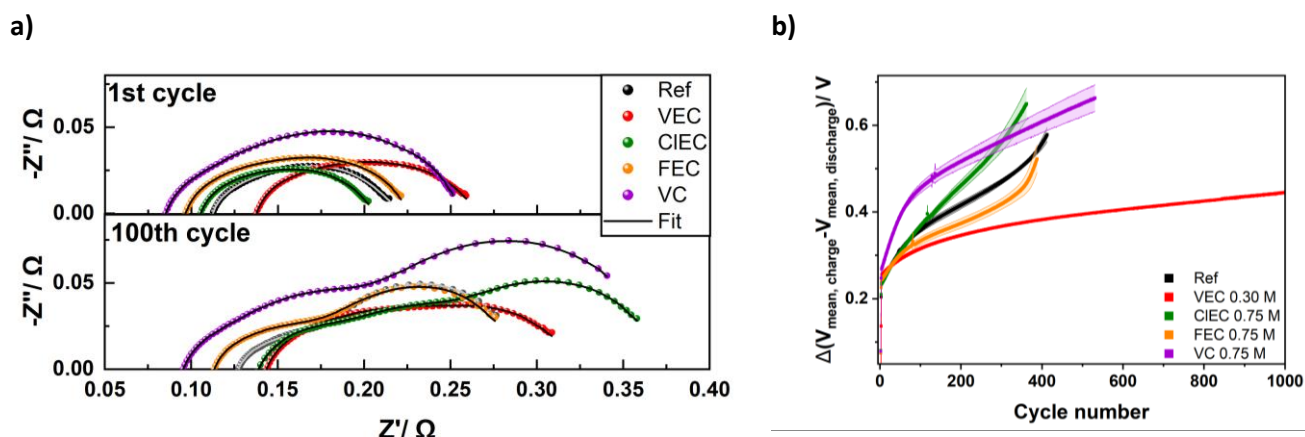 a)
b)
1st cycle
Ref
VEC
ClEC
FEC
VC
Fit
100th cycle
-Z''/ Ω
0.05
0.00
-Z''/ Ω
0.05
0.00
0.05 0.10 0.15 0.20 0.25 0.30 0.35 0.40
Z'/ Ω
Δ(V mean, charge-V mean, discharge)/ V
0.6
0.4
0.2
Ref
VEC 0.30 M
ClEC 0.75 M
FEC 0.75 M
VC 0.75 M
0 200 400 600 800 1000
Cycle number